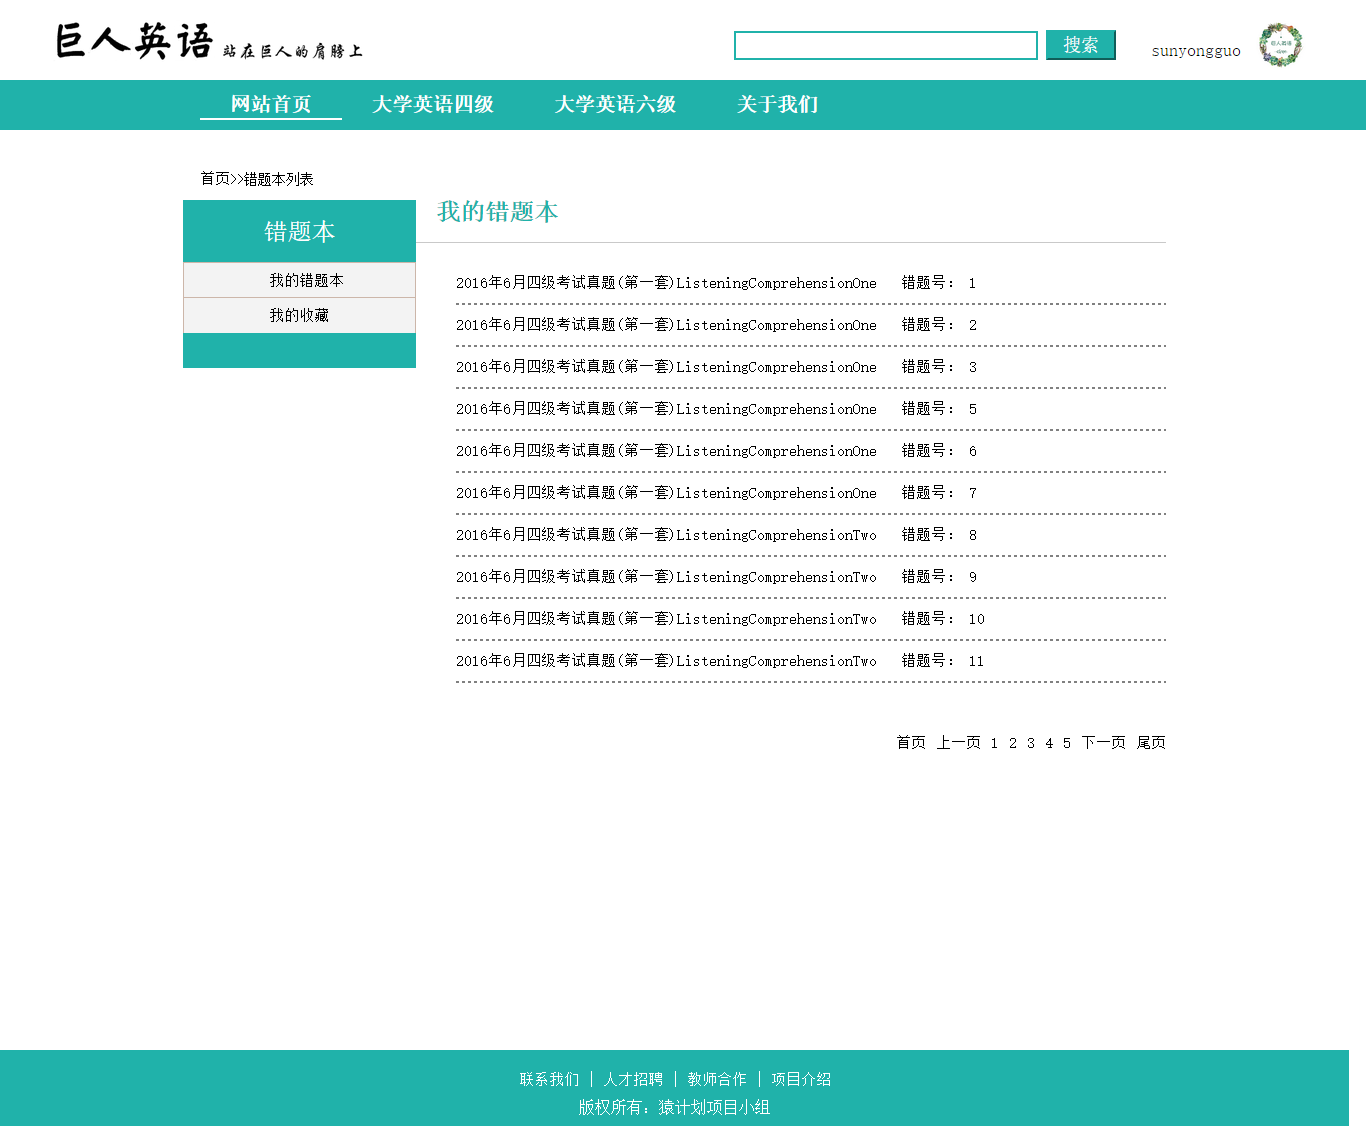 巨人英语 站在巨人的肩膀上
搜索
sunyongguo
网站首页 大学英语四级 大学英语六级 关于我们
首页>>错题本列表
错题本
我的错题本
我的收藏
我的错题本
2016年6月四级考试真题(第一套)ListeningComprehensionOne 错题号： 1
2016年6月四级考试真题(第一套)ListeningComprehensionOne 错题号： 2
2016年6月四级考试真题(第一套)ListeningComprehensionOne 错题号： 3
2016年6月四级考试真题(第一套)ListeningComprehensionOne 错题号： 5
2016年6月四级考试真题(第一套)ListeningComprehensionOne 错题号： 6
2016年6月四级考试真题(第一套)ListeningComprehensionOne 错题号： 7
2016年6月四级考试真题(第一套)ListeningComprehensionTwo 错题号： 8
2016年6月四级考试真题(第一套)ListeningComprehensionTwo 错题号： 9
2016年6月四级考试真题(第一套)ListeningComprehensionTwo 错题号： 10
2016年6月四级考试真题(第一套)ListeningComprehensionTwo 错题号： 11
首页 上一页 1 2 3 4 5 下一页 尾页
联系我们 | 人才招聘 | 教师合作 | 项目介绍
版权所有：猿计划项目小组